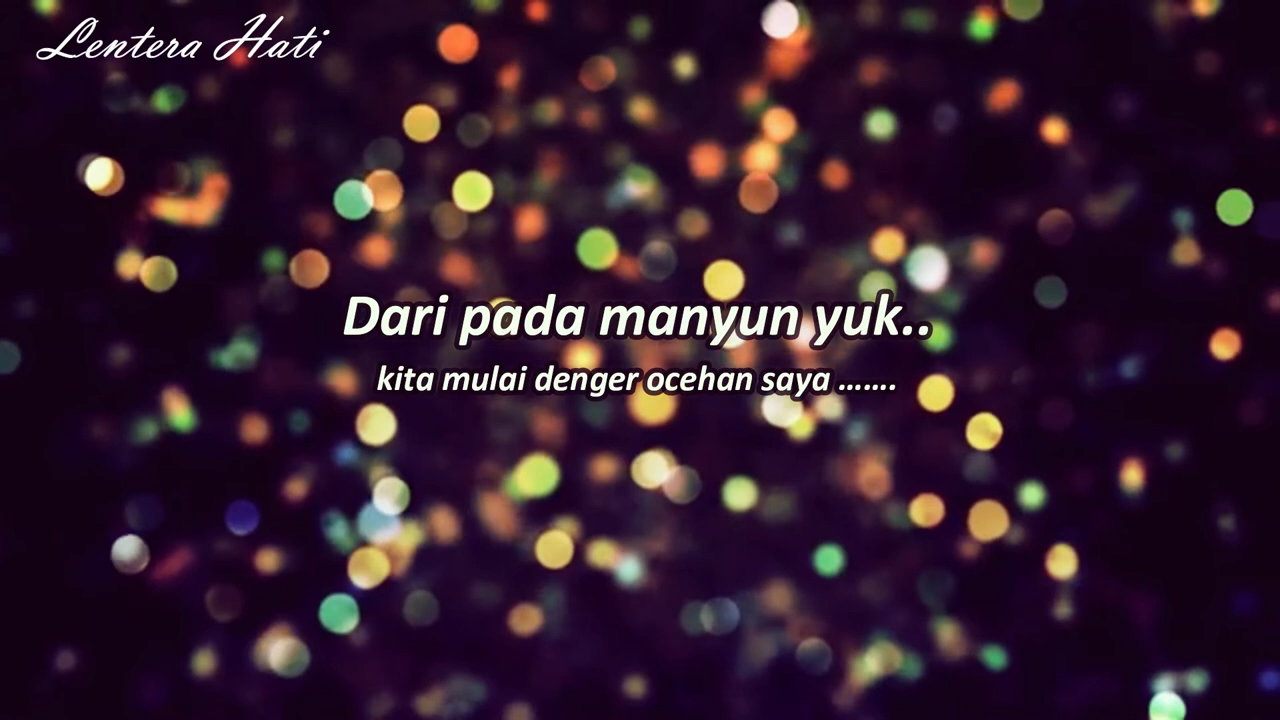 Lentera Hati
Dari pada manyun yuk..
kita mulai denger ocehan saya .......